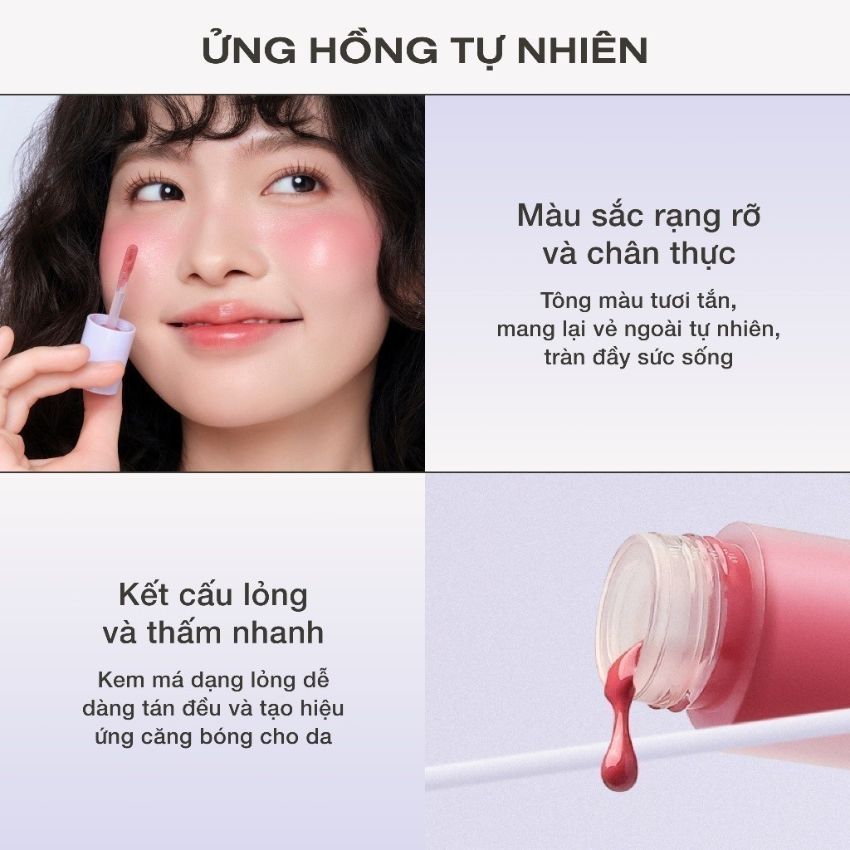 ỬNG HỒNG TỰ NHIÊN
Màu sắc rạng rỡ
và chân thực
Tông màu tươi tắn,
mang lại vẻ ngoài tự nhiên,
tràn đầy sức sống
Kết cấu lỏng
và thấm nhanh
Kem má dạng lỏng dễ
dàng tán đều và tạo hiệu
ứng căng bóng cho da